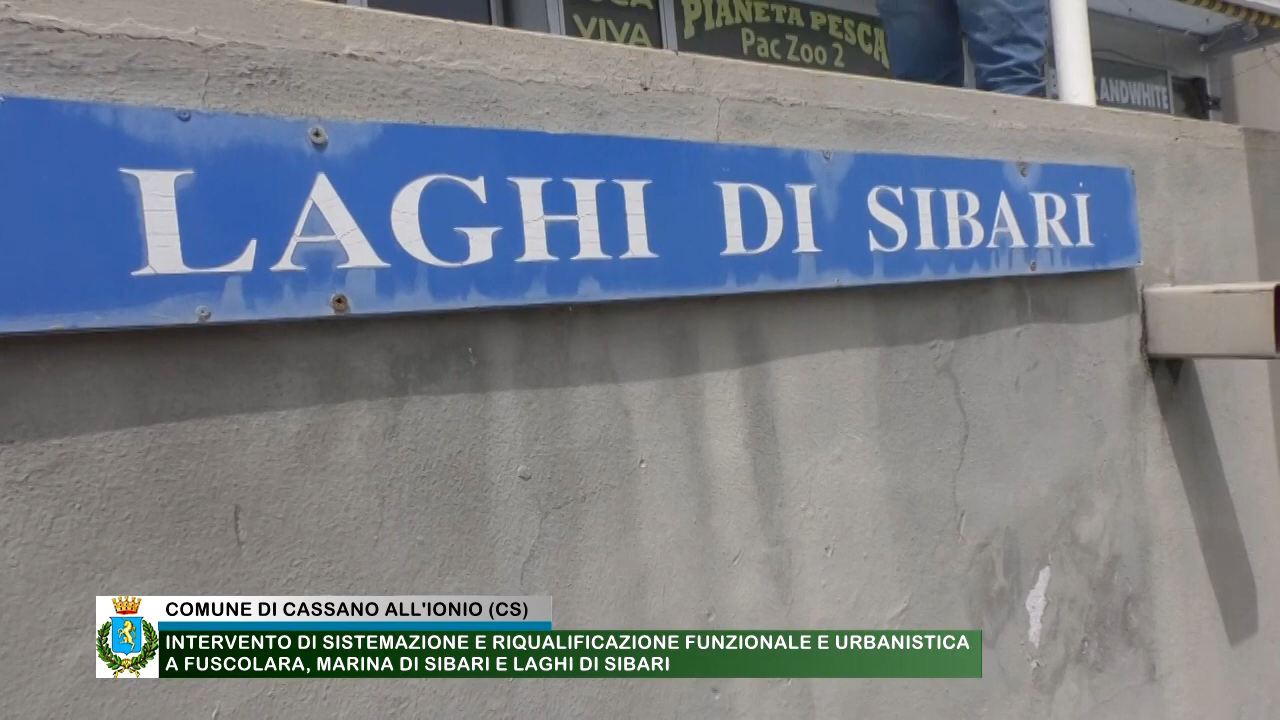 VIVA
PIANETA PESCA
Pac Zoo 2
ANDWHITE
LAGHI DI SIBARI
COMUNE DI CASSANO ALL'IONIO (CS)
INTERVENTO DI SISTEMAZIONE E RIQUALIFICAZIONE FUNZIONALE E URBANISTICA
A FUSCOLARA, MARINA DI SIBARI E LAGHI DI SIBARI